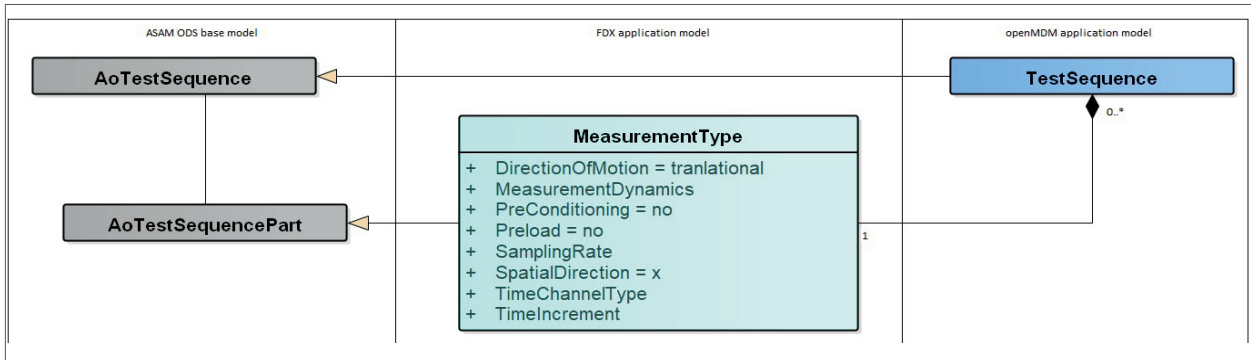 ASAM ODS base model
FDX application model
openMDM application model
AoTestSequence
TestSequence
0..*
MeasurementType
+ DirectionOfMotion = tranlational
+ MeasurementDynamics
+ PreConditioning = no
+ Preload = no
+ SamplingRate
+ SpatialDirection = x
+ TimeChannelType
+ TimeIncrement
AoTestSequencePart
1